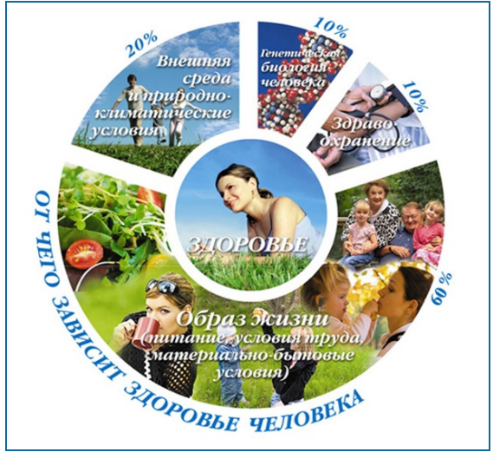 20%
Внешняя
среда
и природно-
климатические
условия
10%
Генетическая
биология
человека
10%
Здраво
охранение
ЗДОРОВЬЕ
60%
Образ жизни
(питание, условия труда,
материально-бытовые
условия)
ОТ ЧЕГО ЗАВИСИТ ЗДОРОВЬЕ ЧЕЛОВЕКА